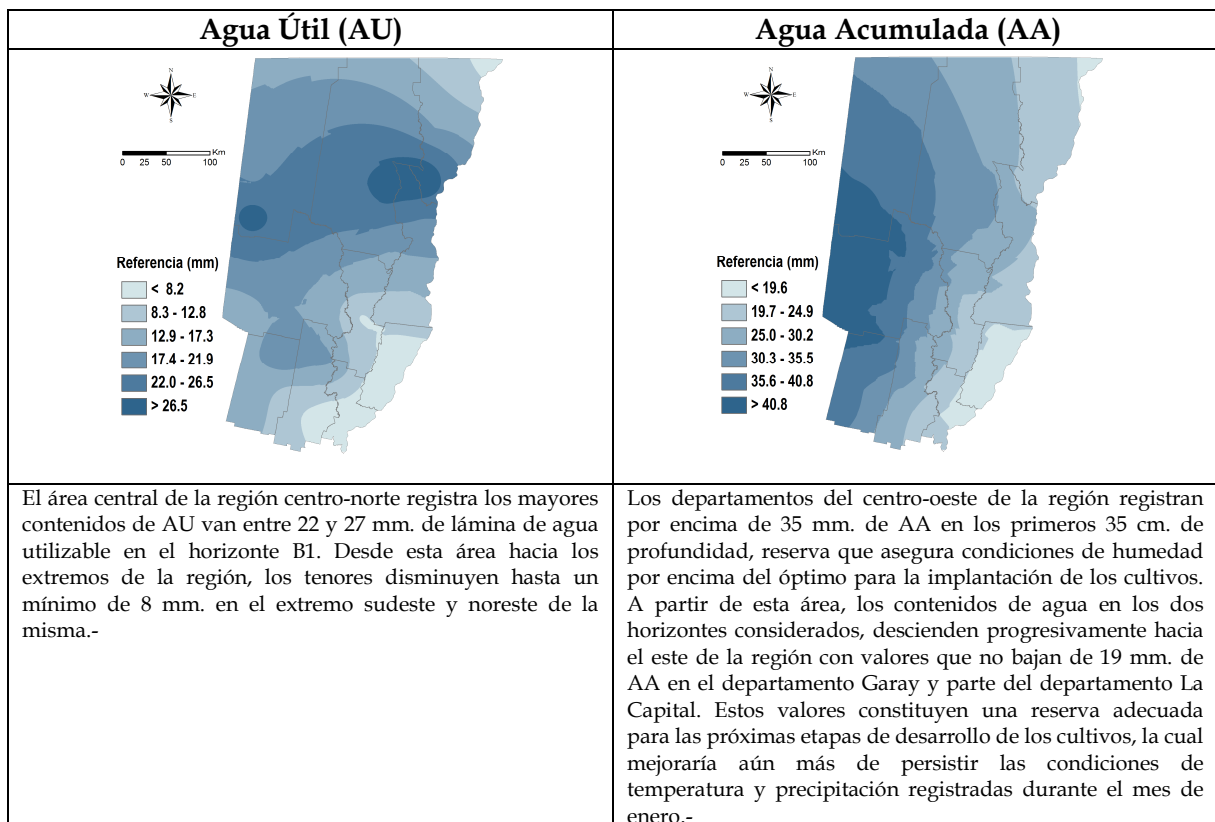 Agua Útil (AU)
N
W E
S
Km
0 25 50 100
Referencia (mm)
< 8.2
8.3 - 12.8
12.9 - 17.3
17.4 - 21.9
22.0 - 26.5
> 26.5
El área central de la región centro-norte registra los mayores
contenidos de AU van entre 22 y 27 mm. de lámina de agua
utilizable en el horizonte B1. Desde esta área hacia los
extremos de la región, los tenores disminuyen hasta un
mínimo de 8 mm. en el extremo sudeste y noreste de la
misma.-
Agua Acumulada (AA)
N
W E
S
Km
0 25 50 100
Referencia (mm)
< 19.6
19.7 - 24.9
25.0 - 30.2
30.3 - 35.5
35.6 - 40.8
> 40.8
Los departamentos del centro-oeste de la región registran
por encima de 35 mm. de AA en los primeros 35 cm. de
profundidad, reserva que asegura condiciones de humedad
por encima del óptimo para la implantación de los cultivos.
A partir de esta área, los contenidos de agua en los dos
horizontes considerados, descienden progresivamente hacia
el este de la región con valores que no bajan de 19 mm. de
AA en el departamento Garay y parte del departamento La
Capital. Estos valores constituyen una reserva adecuada
para las próximas etapas de desarrollo de los cultivos, la cual
mejoraría aún más de persistir las condiciones de
temperatura y precipitación registradas durante el mes de
enero.-